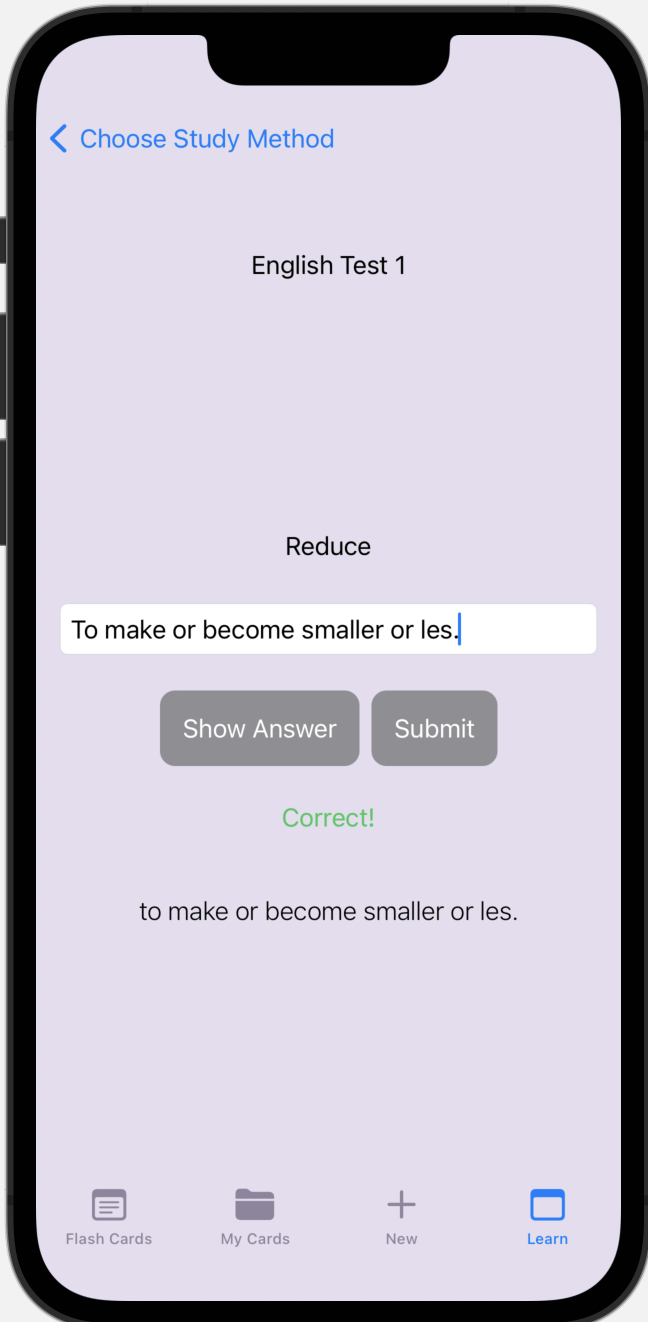 Choose Study Method
English Test 1
Reduce
To make or become smaller or les.
Show Answer
Submit
Correct!
to make or become smaller or les.
Flash Cards
My Cards
New
Learn